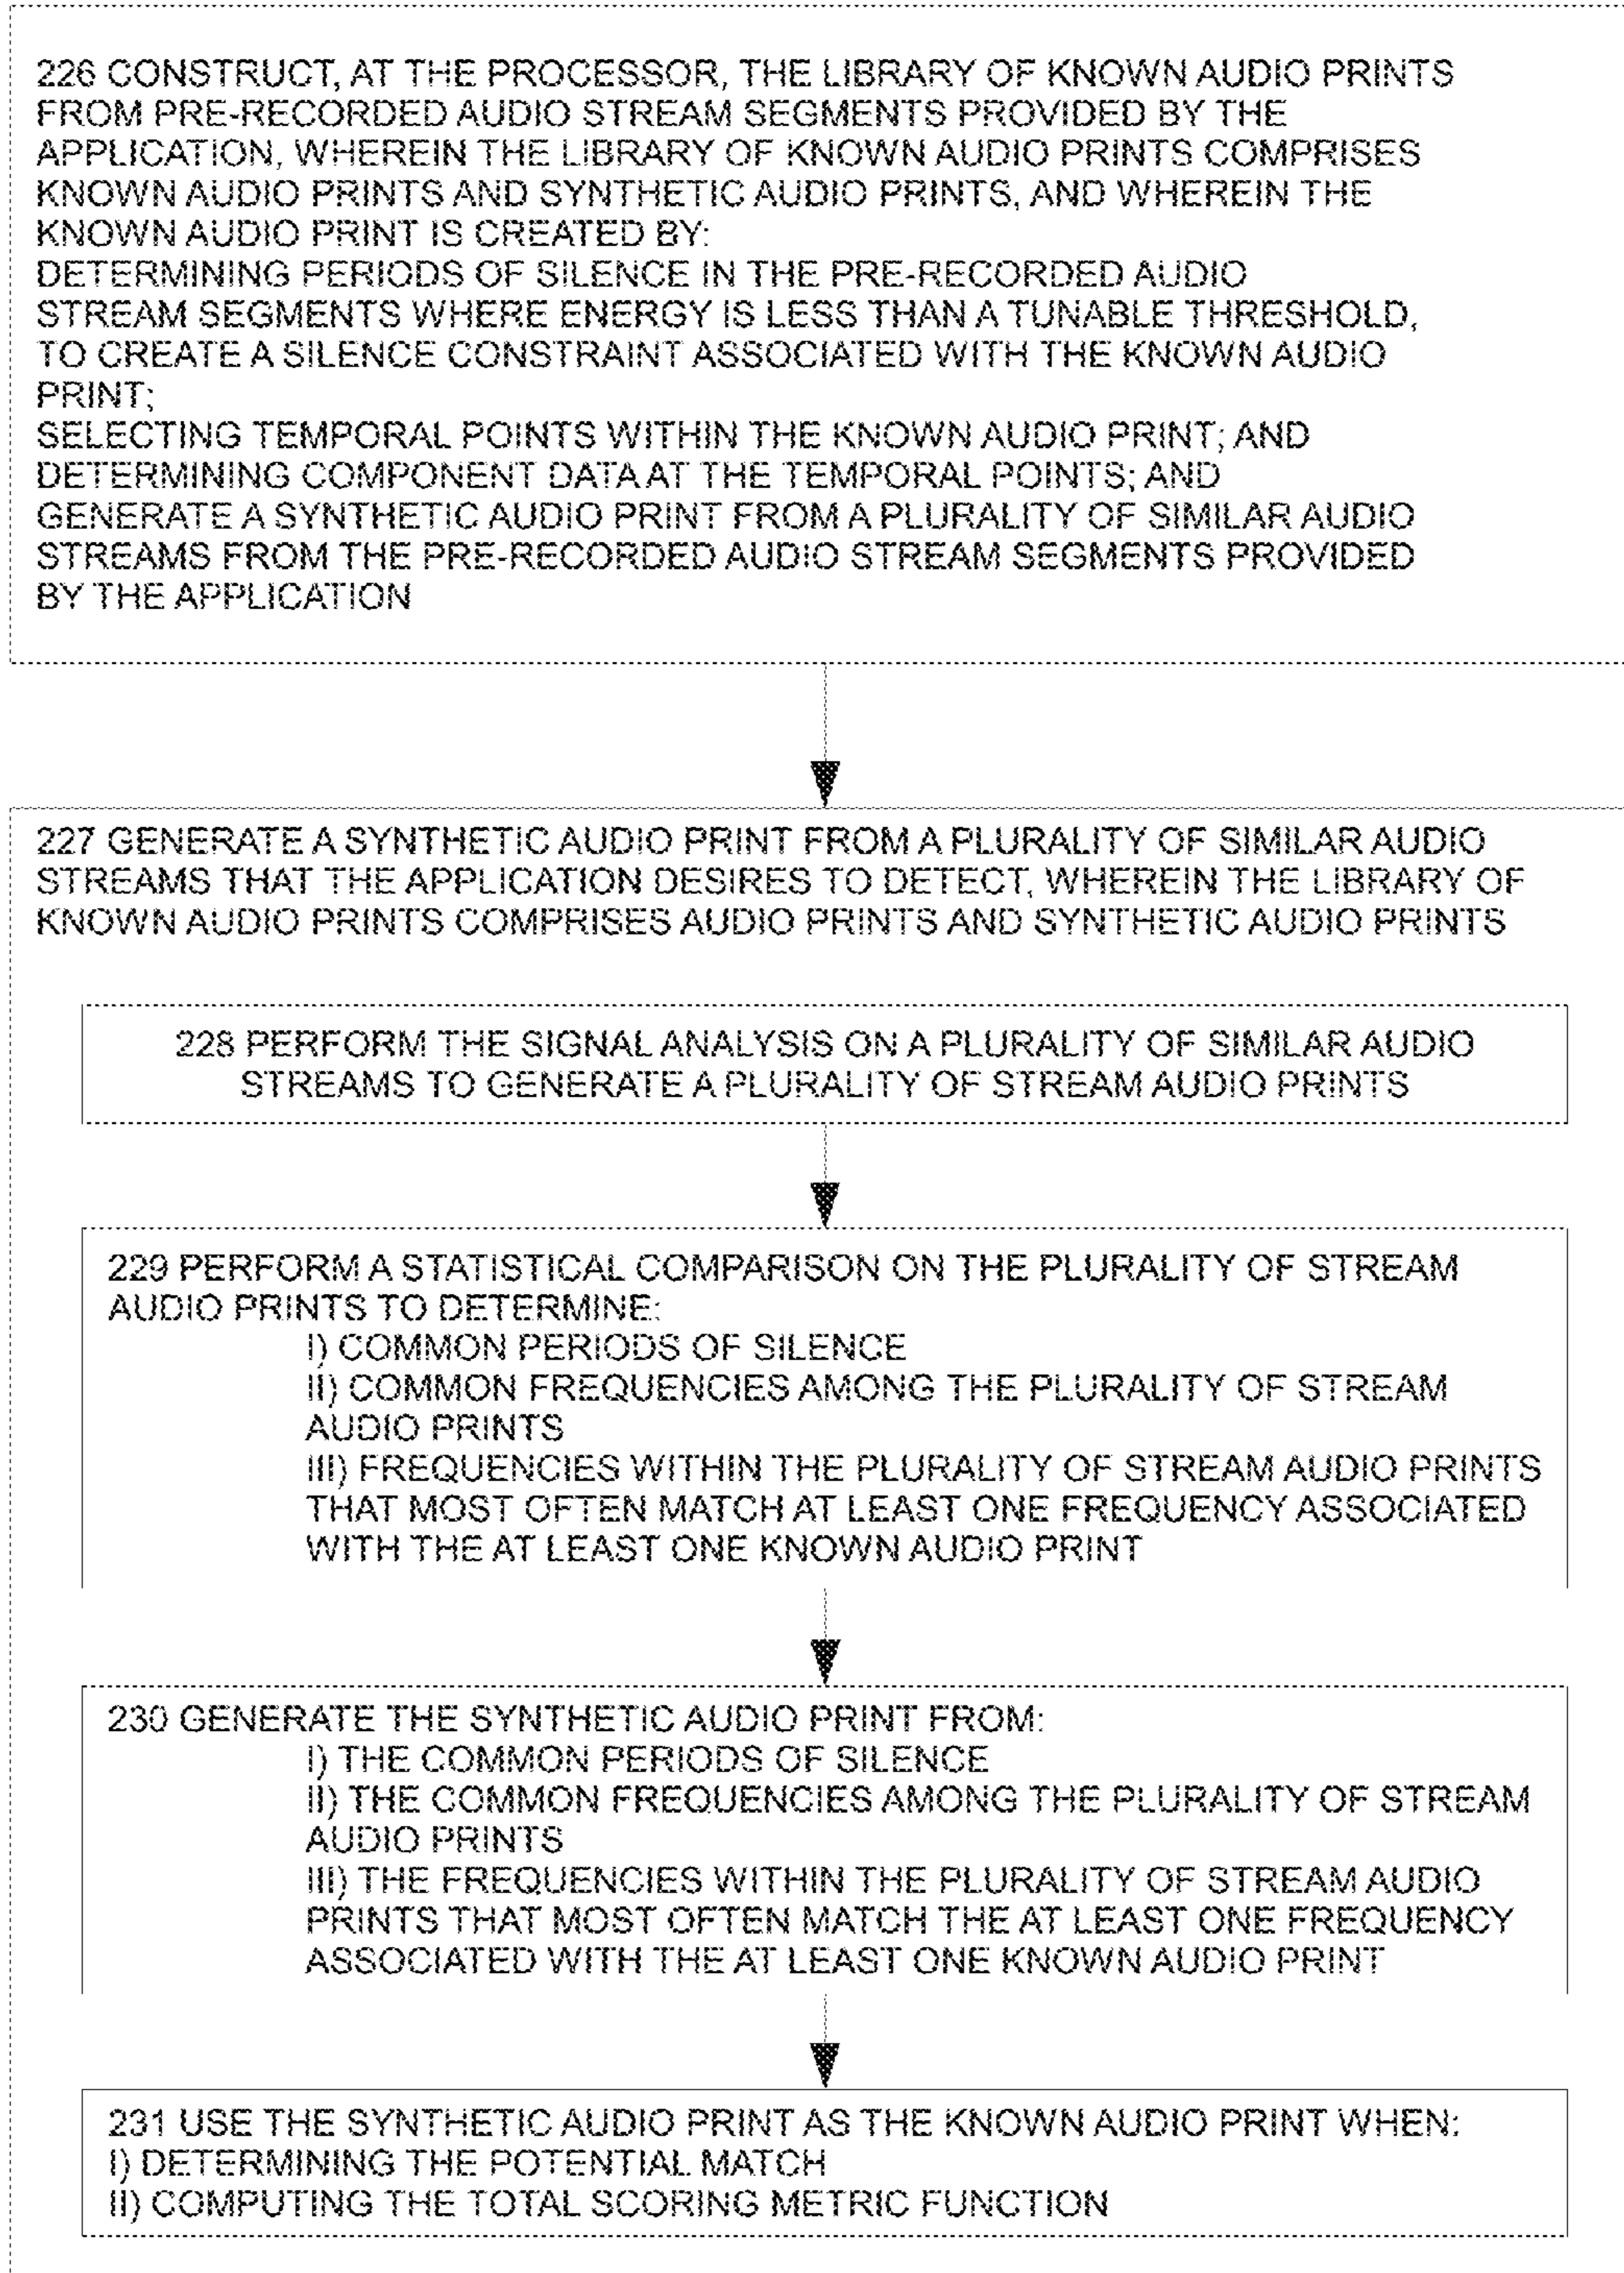 226 CONSTRUCT, AT THE PROCESSOR, THE LIBRARY OF KNOWN AUDIO PRINTS
FROM PRE-RECORDED AUDIO STREAM SEGMENTS PROVIDED BY THE
APPLICATION, WHEREIN THE LIBRARY OF KNOWN AUDIO PRINTS COMPRISES
KNOWN AUDIO PRINTS AND SYNTHETIC AUDIO PRINTS, AND WHEREIN THE
KNOWN AUDIO PRINT IS CREATED BY:
DETERMINING PERIODS OF SILENCE IN THE PRE-RECORDED AUDIO
STREAM SEGMENTS WHERE ENERGY IS LESS THAN A TUNABLE THRESHOLD,
TO CREATE A SILENCE CONSTRAINT ASSOCIATED WITH THE KNOWN AUDIO
PRINT;
SELECTING TEMPORAL POINTS WITHIN THE KNOWN AUDIO PRINT; AND
DETERMINING COMPONENT DATA AT THE TEMPORAL POINTS; AND
GENERATE A SYNTHETIC AUDIO PRINT FROM A PLURALITY OF SIMILAR AUDIO
STREAMS FROM THE PRE-RECORDED AUDIO STREAM SEGMENTS PROVIDED
BY THE APPLICATION
227 GENERATE A SYNTHETIC AUDIO PRINT FROM A PLURALITY OF SIMILAR AUDIO
STREAMS THAT THE APPLICATION DESIRES TO DETECT, WHEREIN THE LIBRARY OF
KNOWN AUDIO PRINTS COMPRISES AUDIO PRINTS AND SYNTHETIC AUDIO PRINTS
228 PERFORM THE SIGNAL ANALYSIS ON A PLURALITY OF SIMILAR AUDIO
STREAMS TO GENERATE A PLURALITY OF STREAM AUDIO PRINTS
229 PERFORM A STATISTICAL COMPARISON ON THE PLURALITY OF STREAM
AUDIO PRINTS TO DETERMINE:
I) COMMON PERIODS OF SILENCE
II) COMMON FREQUENCIES AMONG THE PLURALITY OF STREAM
AUDIO PRINTS
III) FREQUENCIES WITHIN THE PLURALITY OF STREAM AUDIO PRINTS
THAT MOST OFTEN MATCH AT LEAST ONE FREQUENCY ASSOCIATED
WITH THE AT LEAST ONE KNOWN AUDIO PRINT
230 GENERATE THE SYNTHETIC AUDIO PRINT FROM:
I) THE COMMON PERIODS OF SILENCE
II) THE COMMON FREQUENCIES AMONG THE PLURALITY OF STREAM
AUDIO PRINTS
III) THE FREQUENCIES WITHIN THE PLURALITY OF STREAM AUDIO
PRINTS THAT MOST OFTEN MATCH THE AT LEAST ONE FREQUENCY
ASSOCIATED WITH THE AT LEAST ONE KNOWN AUDIO PRINT
231 USE THE SYNTHETIC AUDIO PRINT AS THE KNOWN AUDIO PRINT WHEN:
I) DETERMINING THE POTENTIAL MATCH
II) COMPUTING THE TOTAL SCORING METRIC FUNCTION